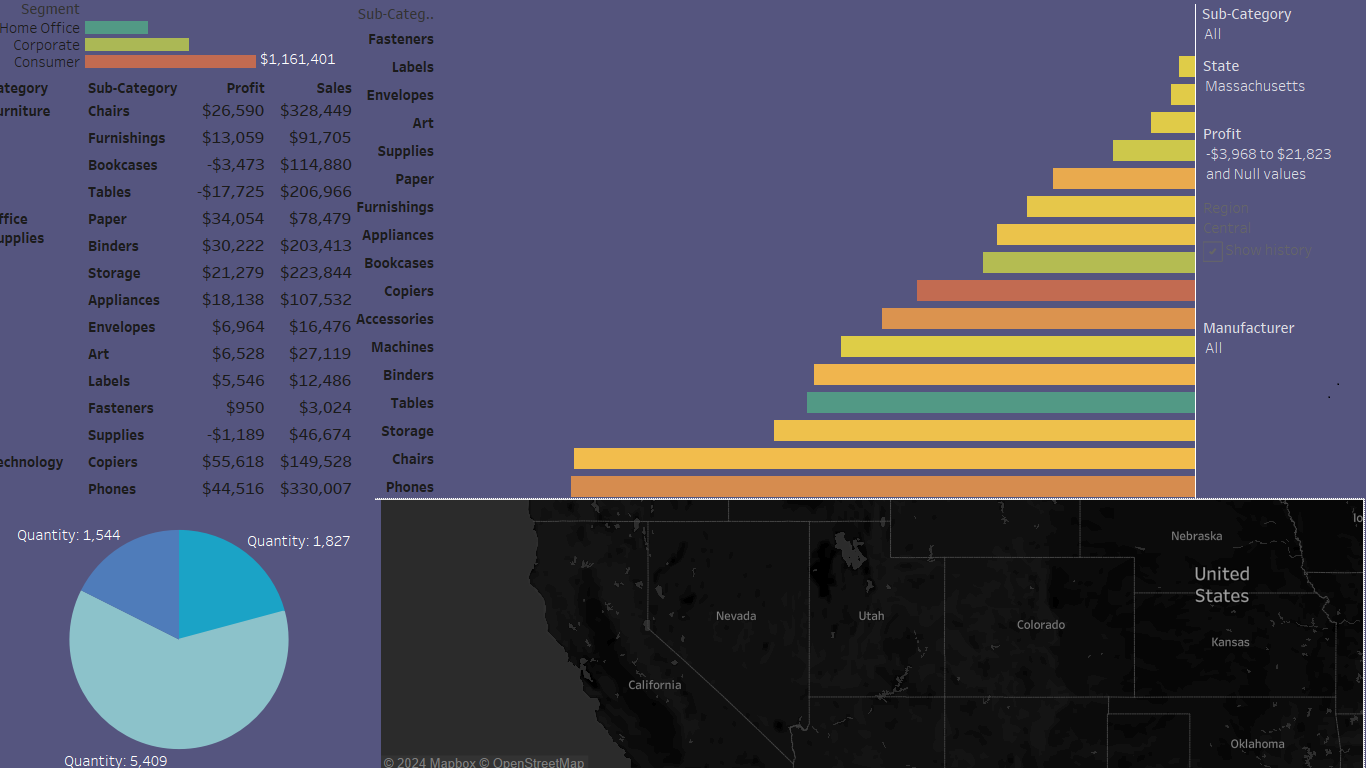 Segment
Home Office
Corporate
Consumer
$1,161,401
ategory Sub-Category Profit Sales
urniture Chairs $26,590 $328,449
Furnishings $13,059 $91,705
Bookcases -$3,473 $114,880
Tables -$17,725 $206,966
ffice
upplies
Paper $34,054 $78,479
Binders $30,222 $203,413
Storage $21,279 $223,844
Appliances $18,138 $107,532
Envelopes $6,964 $16,476
Art $6,528 $27,119
Labels $5,546 $12,486
Fasteners $950 $3,024
Supplies -$1,189 $46,674
echnology Copiers $55,618 $149,528
Phones $44,516 $330,007
Sub-Categ..
Fasteners
Labels
Envelopes
Art
Supplies
Paper
Furnishings
Appliances
Bookcases
Copiers
Accessories
Machines
Binders
Tables
Storage
Chairs
Phones
Sub-Category
All
State
Massachusetts
Profit
-$3,968 to $21,823
and Null values
Region
Central
Show history
Manufacturer
All
Quantity: 1,544
Quantity: 1,827
Quantity: 5,409
Nebraska
Io
United
States
Nevada
Utah
Colorado
Kansas
California
Oklahoma
© 2024 Mapbox © OpenStreetMap